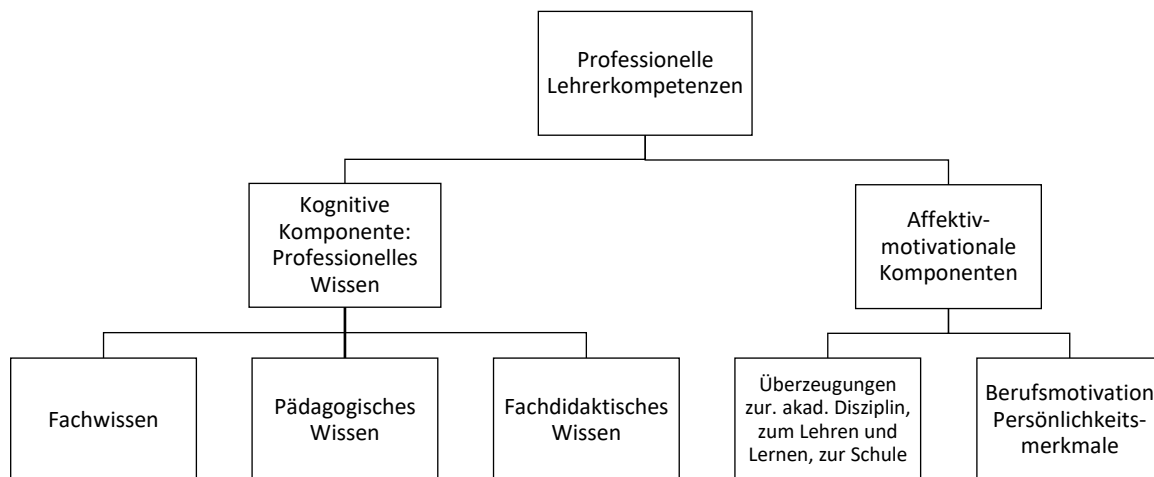 Professionelle
Lehrerkompetenzen
Kognitive
Komponente:
Professionelles
Wissen
Affektiv-
motivationale
Komponenten
Fachwissen
Pädagogisches
Wissen
Fachdidaktisches
Wissen
Überzeugungen
zur. akad. Disziplin,
zum Lehren und
Lernen, zur Schule
Berufsmotivation
Persönlichkeits-
merkmale